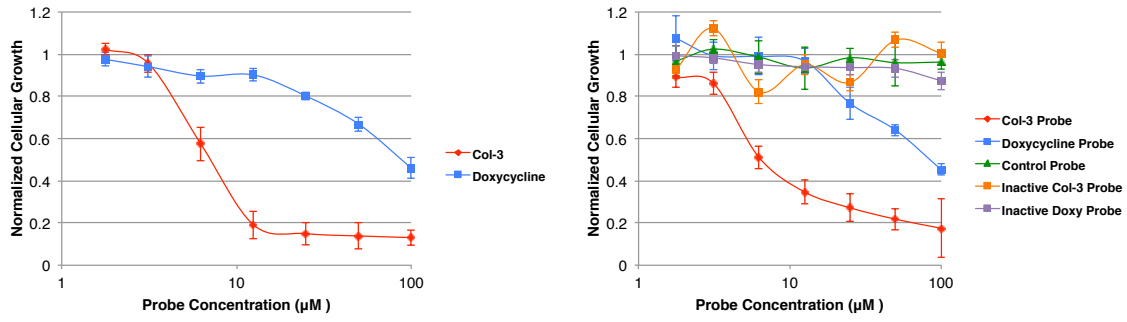 Normalized Cellular Growth
1.2
1
0.8
0.6
0.4
0.2
0
1
10
100
Probe Concentration (µM )
Col-3
Doxycycline
Normalized Cellular Growth
1.2
1
0.8
0.6
0.4
0.2
0
1
10
100
Probe Concentration (µM )
Col-3 Probe
Doxycycline Probe
Control Probe
Inactive Col-3 Probe
Inactive Doxy Probe